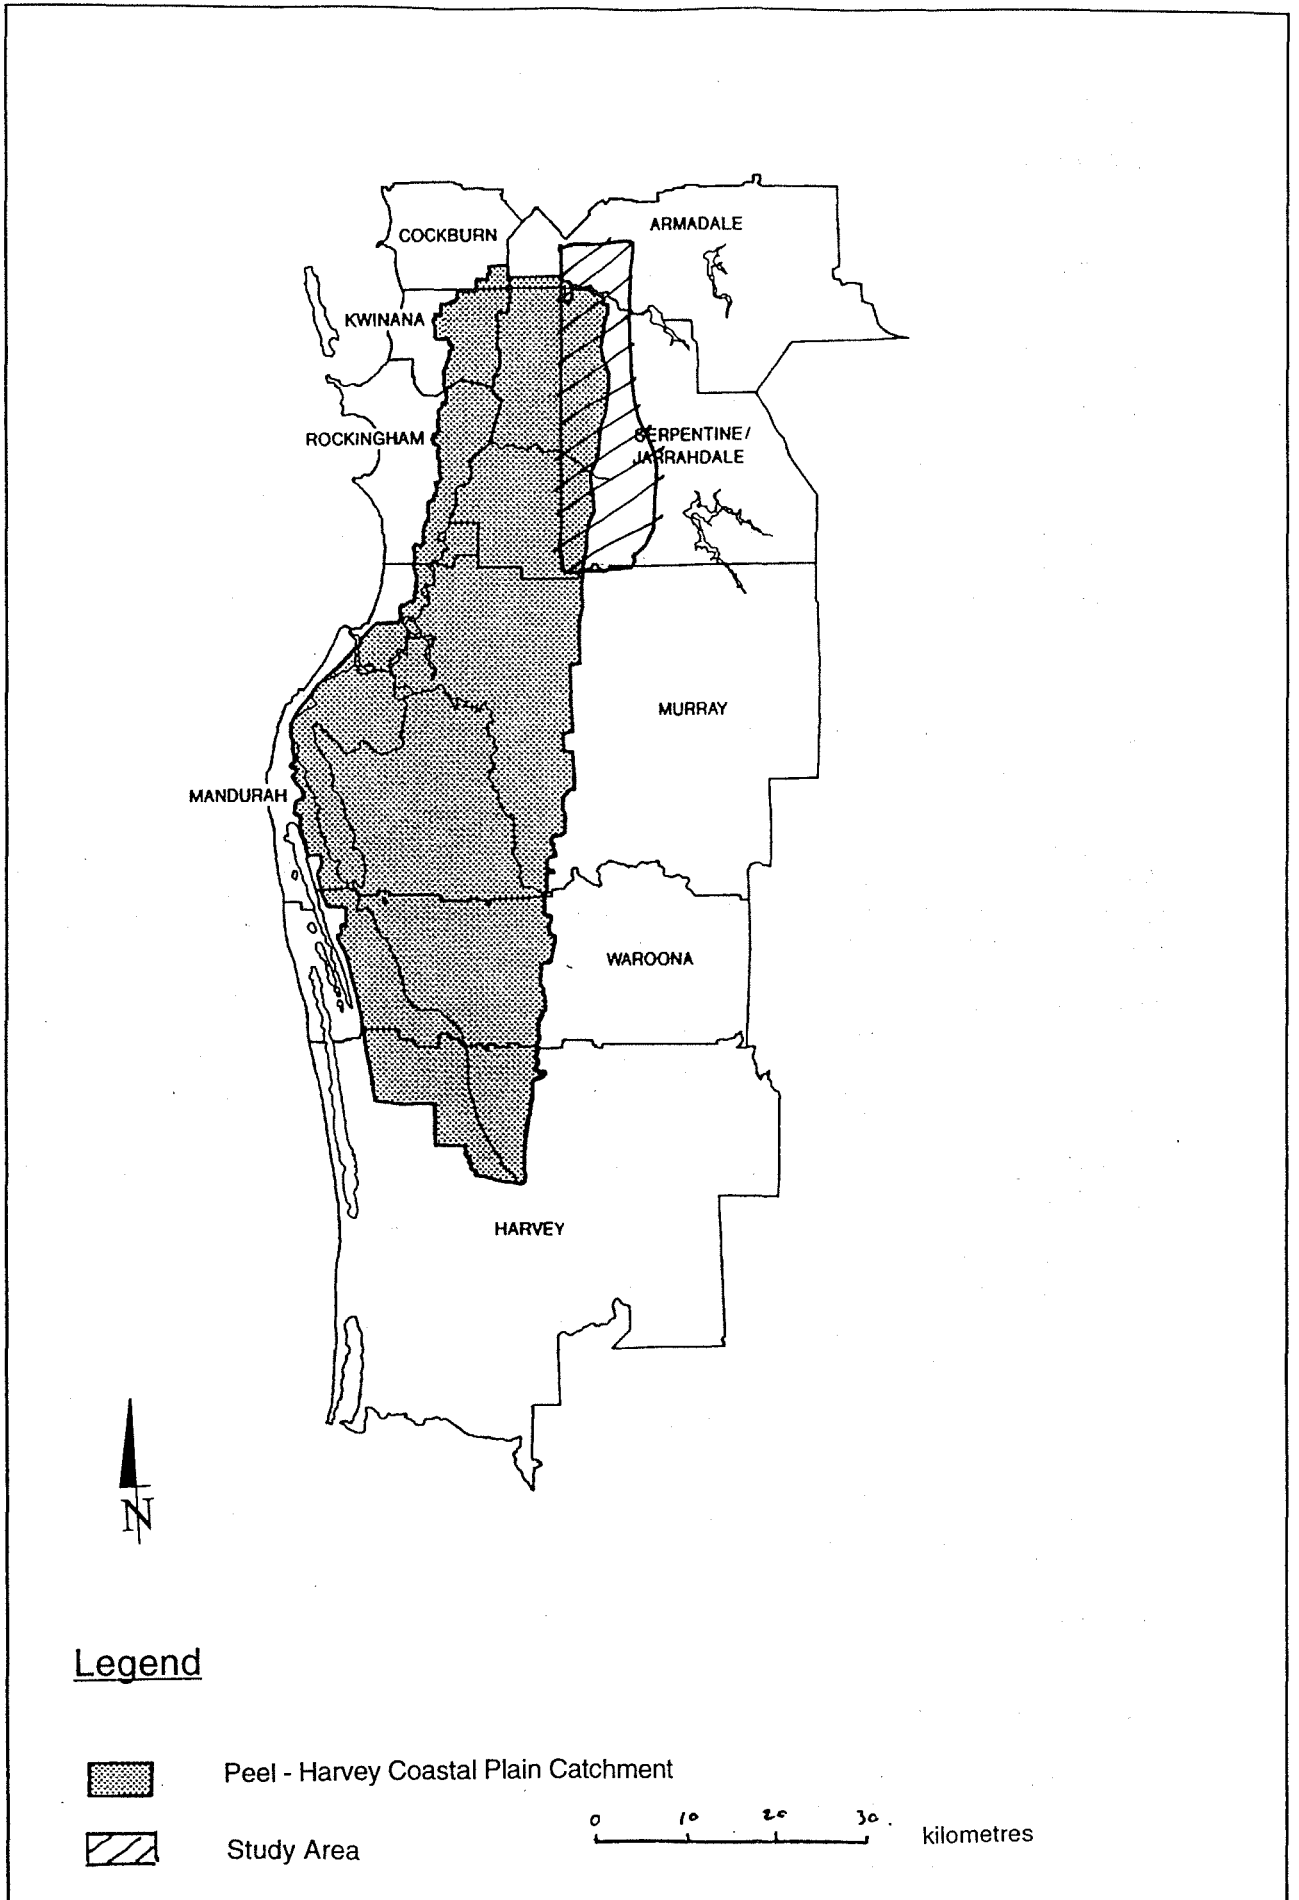 ARMADALE
COCKBURN
KWINANA
ROCKINGHAM
SERPENTINE/
JARRAHDALE
MURRAY
MANDURAH
WAROONA
HARVEY
N
Legend
Peel - Harvey Coastal Plain Catchment
Study Area
0 10 20 30.
kilometres